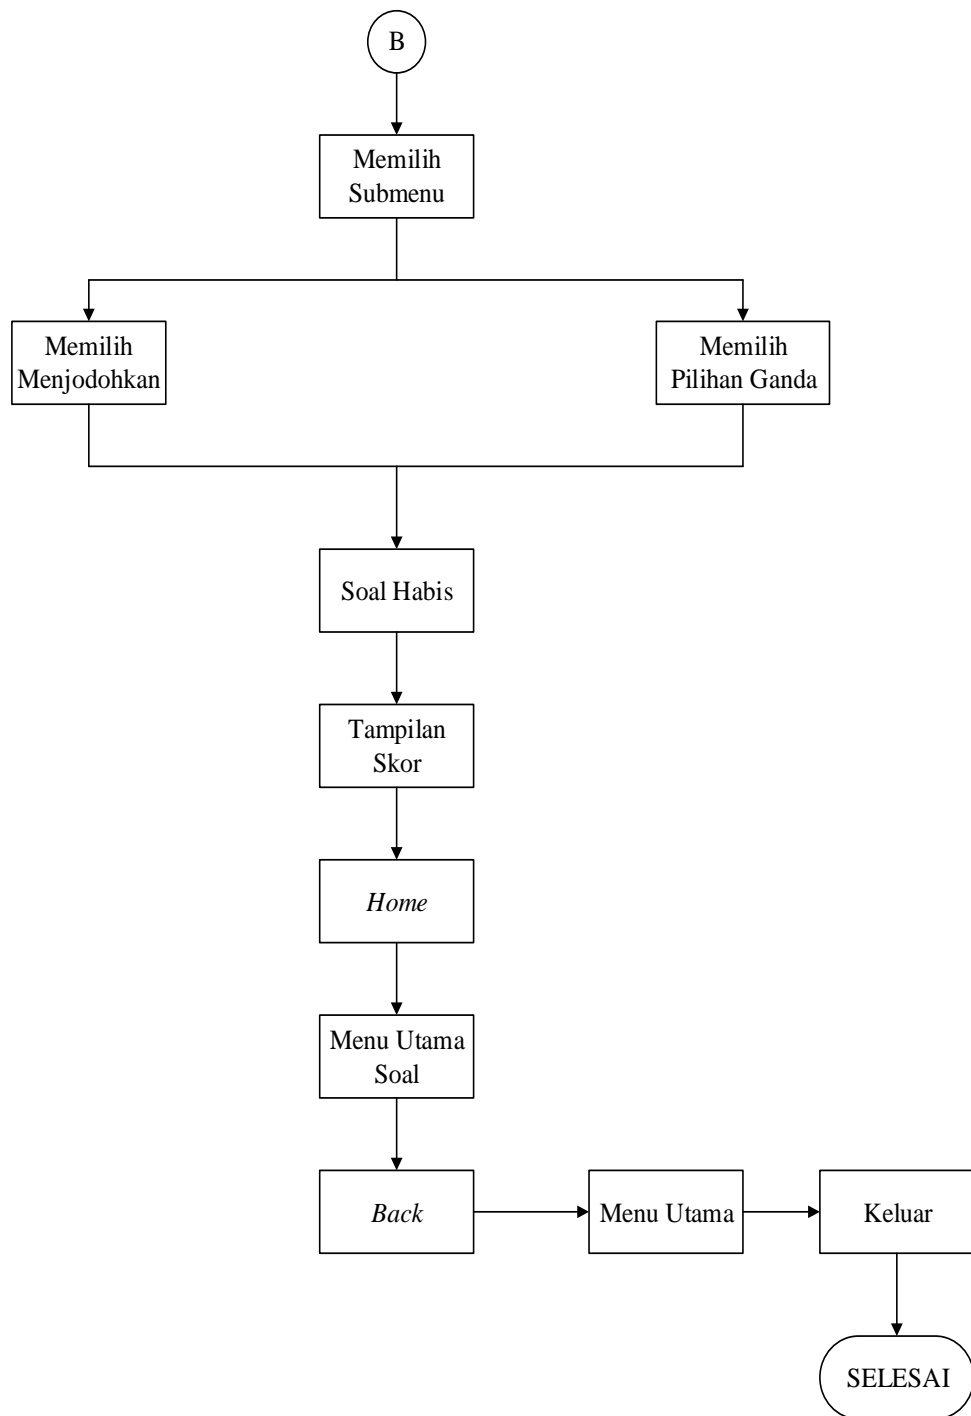 B
Memilih
Submenu
Memilih
Menjodohkan
Memilih
Pilihan Ganda
Soal Habis
Tampilan
Skor
Home
Menu Utama
Soal
Back
Menu Utama
Keluar
SELESAI